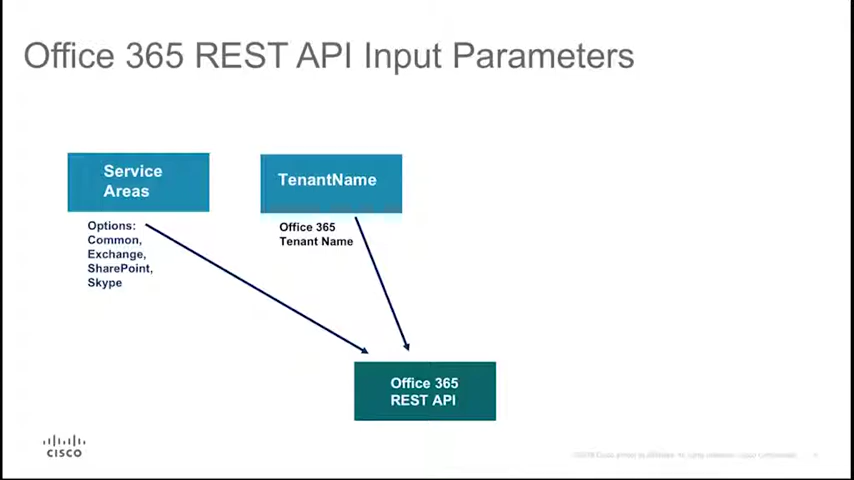 Office 365 REST API Input Parameters
Service
Areas
TenantName
Options:
Common,
Exchange,
SharePoint,
Skype
Office 365
Tenant Name
Office 365
REST API
CISCO